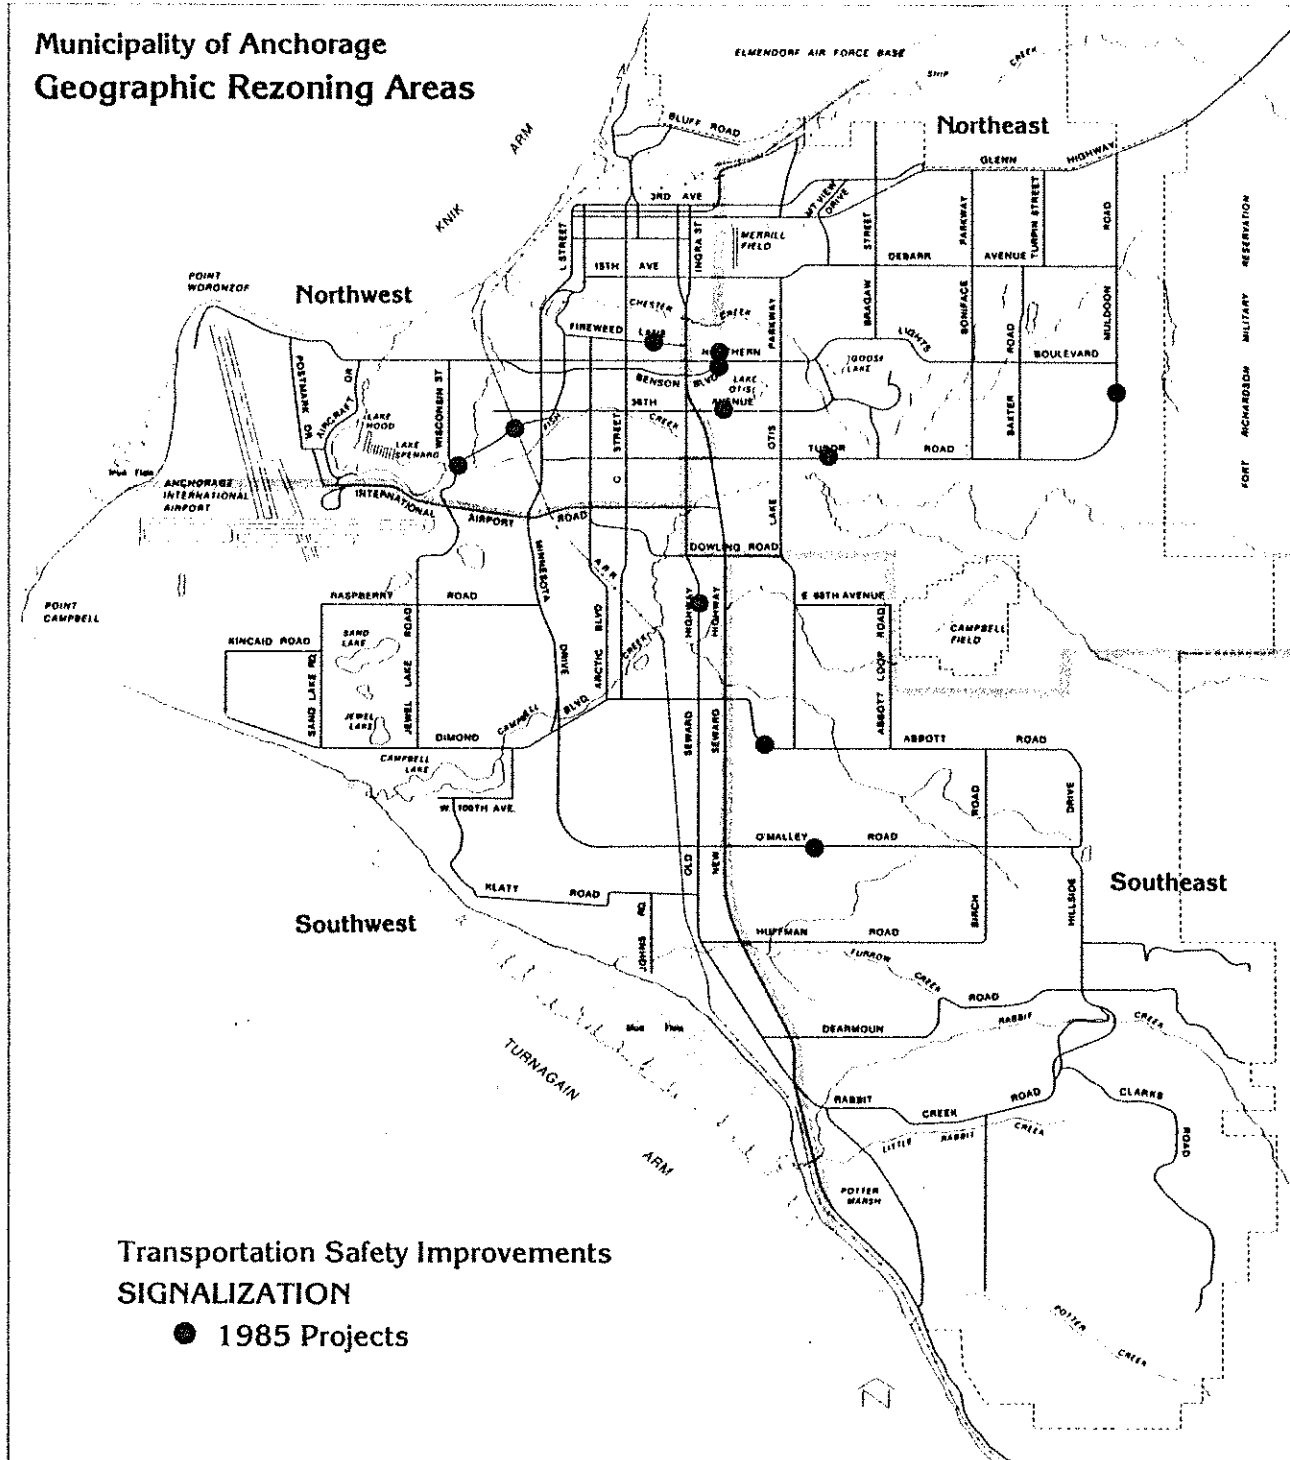 Municipality of Anchorage
Geographic Rezoning Areas
ELMENDORF AIR FORCE BASE
SHIP
CREEK
BLUFF ROAD
Northeast
KNIK
ARM
GLENN
HIGHWAY
3RD AVE
MT VIEW
DRIVE
L STREET
INGRA ST
MERRILL
FIELD
STREET
PARKWAY
TURPIN STREET
ROAD
15TH AVE
DEBARR
AVENUE
POINT
WORONZOF
Northwest
CHESTER
CREEK
FIREWEED
LANE
NORTHERN
LIGHTS
BOULEVARD
PARKWAY
BRAGAW
BONIFACE
ROAD
MULDOON
FORT RICHARDSON MILITARY RESERVATION
POSTMARK
DR.
AIRCRAFT
DR
WISCONSIN ST
BENSON
BLVD
LAKE
OTIS
GOOSE
LAKE
36TH
AVENUE
LAKE
HOOD
LAKE
SPENARD
FISH
CREEK
C STREET
OTIS
BAXTER
TUDOR
ROAD
ANCHORAGE
INTERNATIONAL
AIRPORT
INTERNATIONAL
AIRPORT
ROAD
LAKE
DOWLING ROAD
MINNESOTA
A.R.R.
POINT
CAMPBELL
RASPBERRY
ROAD
E 68TH AVENUE
KINCAID ROAD
SAND
LAKE
SAND LAKE RD.
JEWEL LAKE ROAD
DRIVE
ARCTIC BLVD
CREEK
HIGHWAY
HIGHWAY
ABBOTT LOOP ROAD
CAMPBELL
FIELD
JEWEL
LAKE
DIMOND
BLVD
CAMPBELL
SEWARD
SEWARD
ABBOTT
ROAD
CAMPBELL
LAKE
W. 100TH AVE.
ROAD
DRIVE
O'MALLEY
ROAD
OLD
NEW
KLATT
ROAD
BIRCH
HILLSIDE
Southeast
Southwest
JOHNS RD.
HUFFMAN
ROAD
FURROW
CREEK
ROAD
RABBIT
CREEK
DEARMOUN
TURNAGAIN
ARM
RABBIT
CREEK
ROAD
CLARKS
ROAD
LITTLE
RABBIT
CREEK
POTTER
MARSH
Transportation Safety Improvements
SIGNALIZATION
1985 Projects
POTTER
CREEK